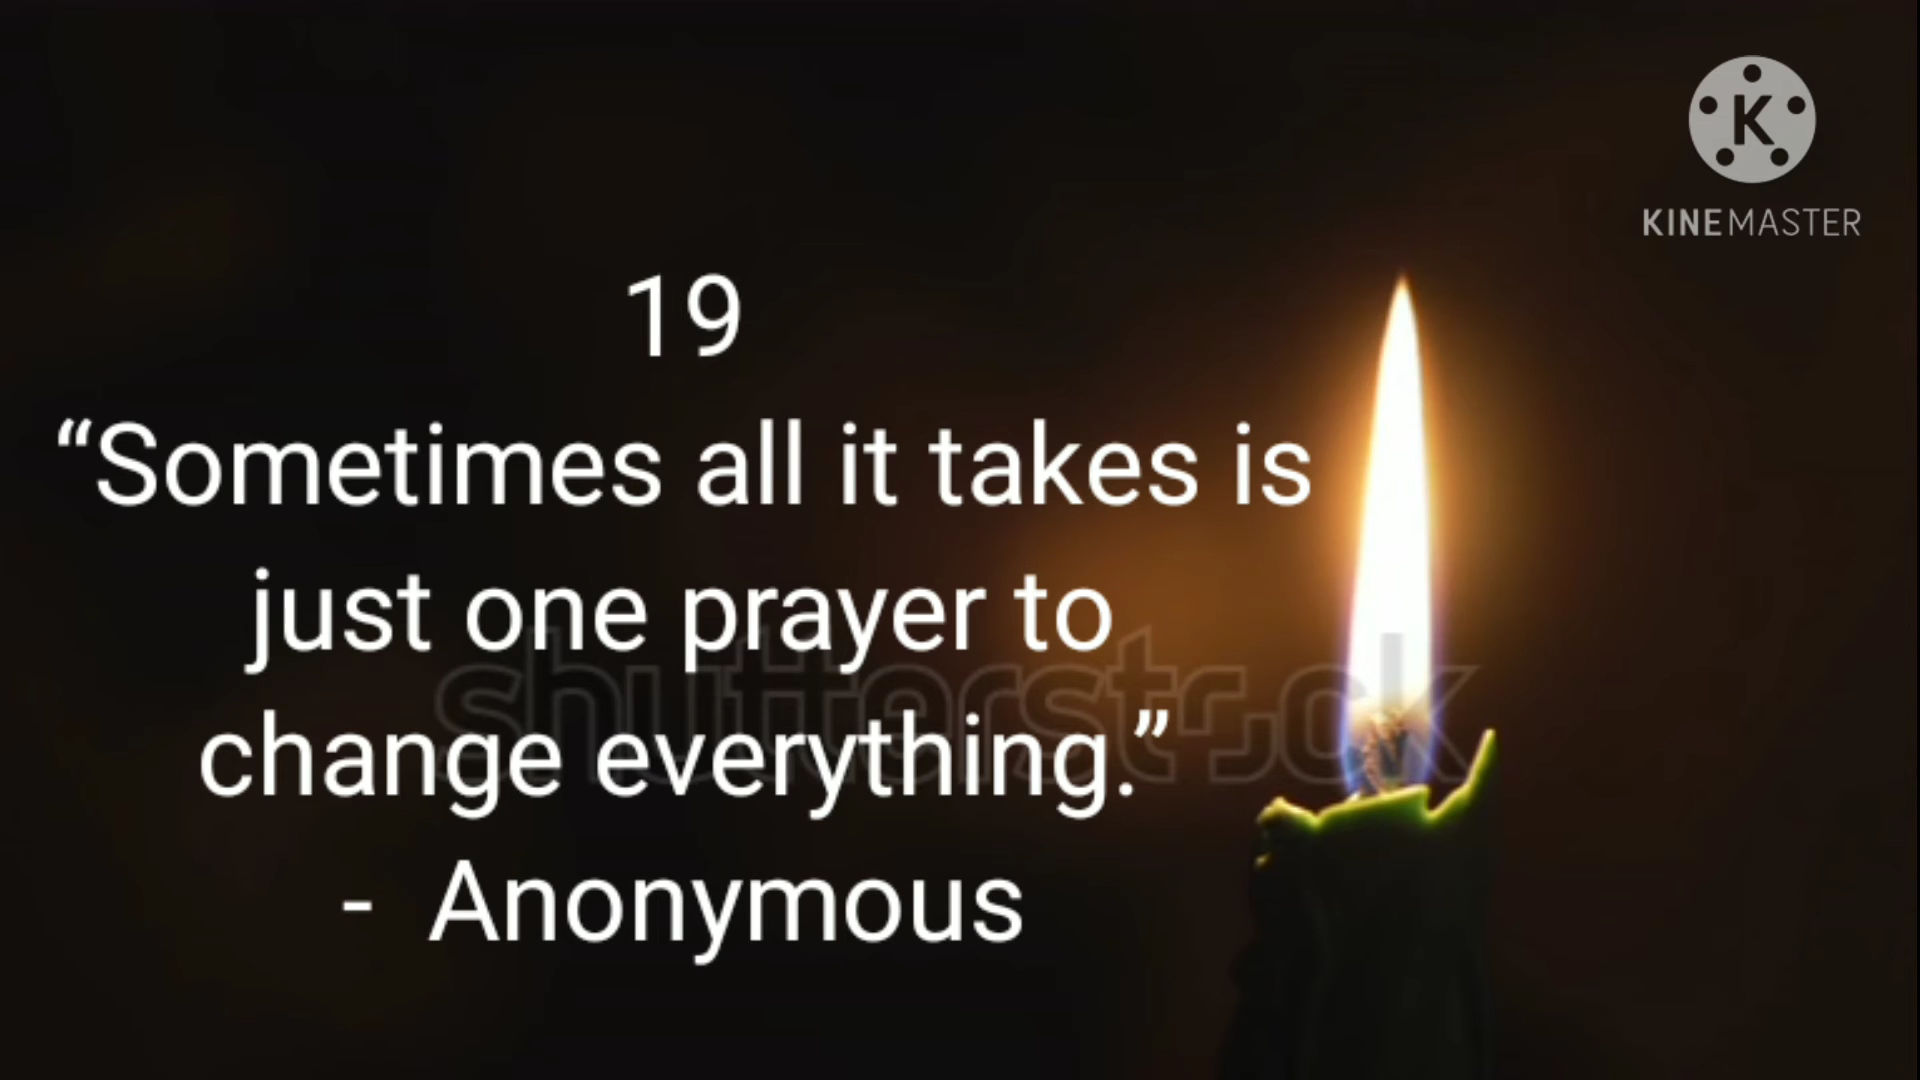 K
KINEMASTER
19
“Sometimes all it takes is
just one prayer to
change everything.”
- Anonymous
shutterstock